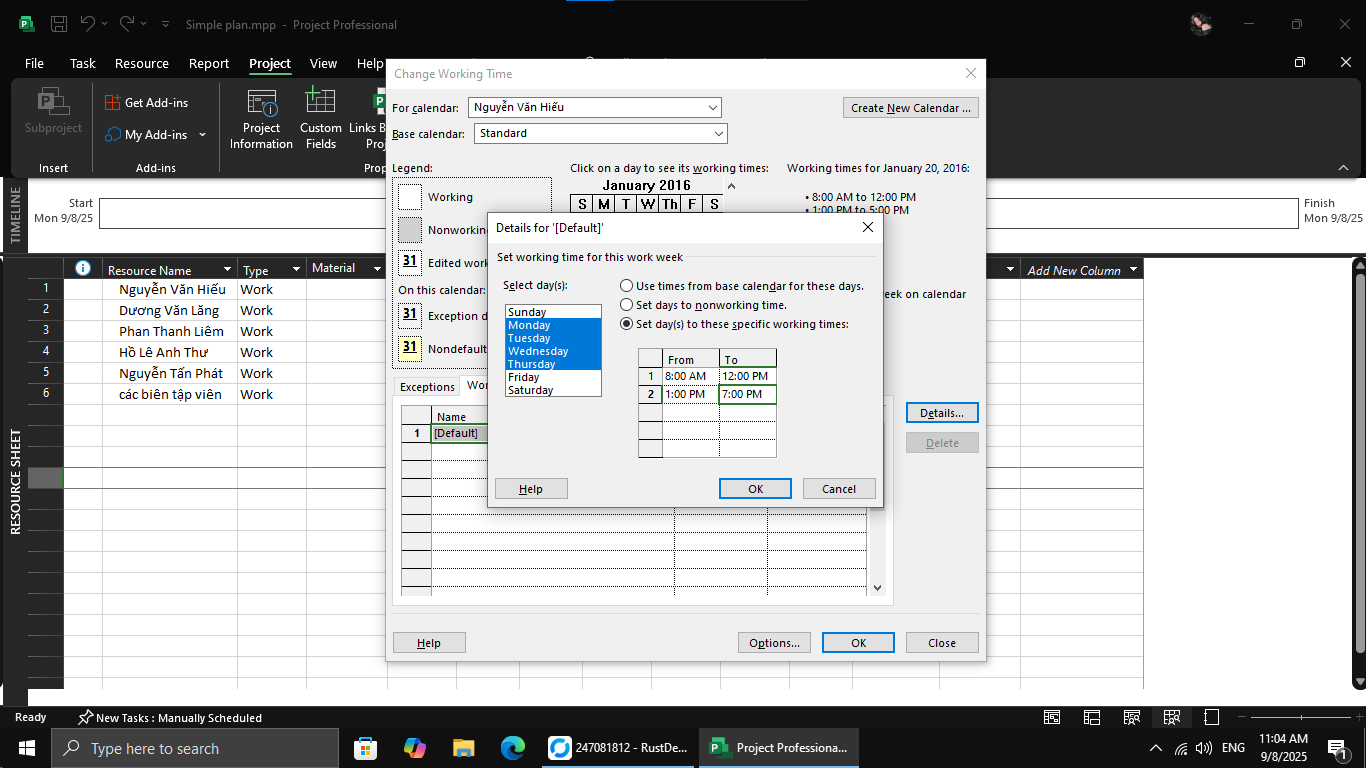 Simple plan.mpp - Project Professional
File Task Resource Report Project View Help
Subproject
Get Add-ins
My Add-ins
Project Information
Custom Fields
Links B
Pro
Insert
Add-ins
Prop
TIMELINE
Start
Mon 9/8/25
Finish
Mon 9/8/25
RESOURCE SHEET
Resource Name Type Material Add New Column
1 Nguyễn Văn Hiếu Work
2 Dương Văn Lăng Work
3 Phan Thanh Liêm Work
4 Hồ Lê Anh Thư Work
5 Nguyễn Tấn Phát Work
6 các biên tập viên Work
Change Working Time
For calendar: Nguyễn Văn Hiếu
Create New Calendar ...
Base calendar: Standard
Legend:
Working
Nonworkin
31 Edited work
On this calendar:
31 Exception d
31 Nondefault
Click on a day to see its working times:
January 2016
S M T W Th F S
Working times for January 20, 2016:
• 8:00 AM to 12:00 PM
• 1:00 PM to 5:00 PM
eek on calendar
Exceptions Wor
Name
1 [Default]
Details...
Delete
Help
Options...
OK
Close
Details for '[Default]'
Set working time for this work week
Select day(s):
Sunday
Monday
Tuesday
Wednesday
Thursday
Friday
Saturday
Use times from base calendar for these days.
Set days to nonworking time.
Set day(s) to these specific working times:
From To
1 8:00 AM 12:00 PM
2 1:00 PM 7:00 PM
Help
OK
Cancel
Ready
New Tasks : Manually Scheduled
Type here to search
247081812 - RustDe...
Project Professiona...
ENG
11:04 AM
9/8/2025
1